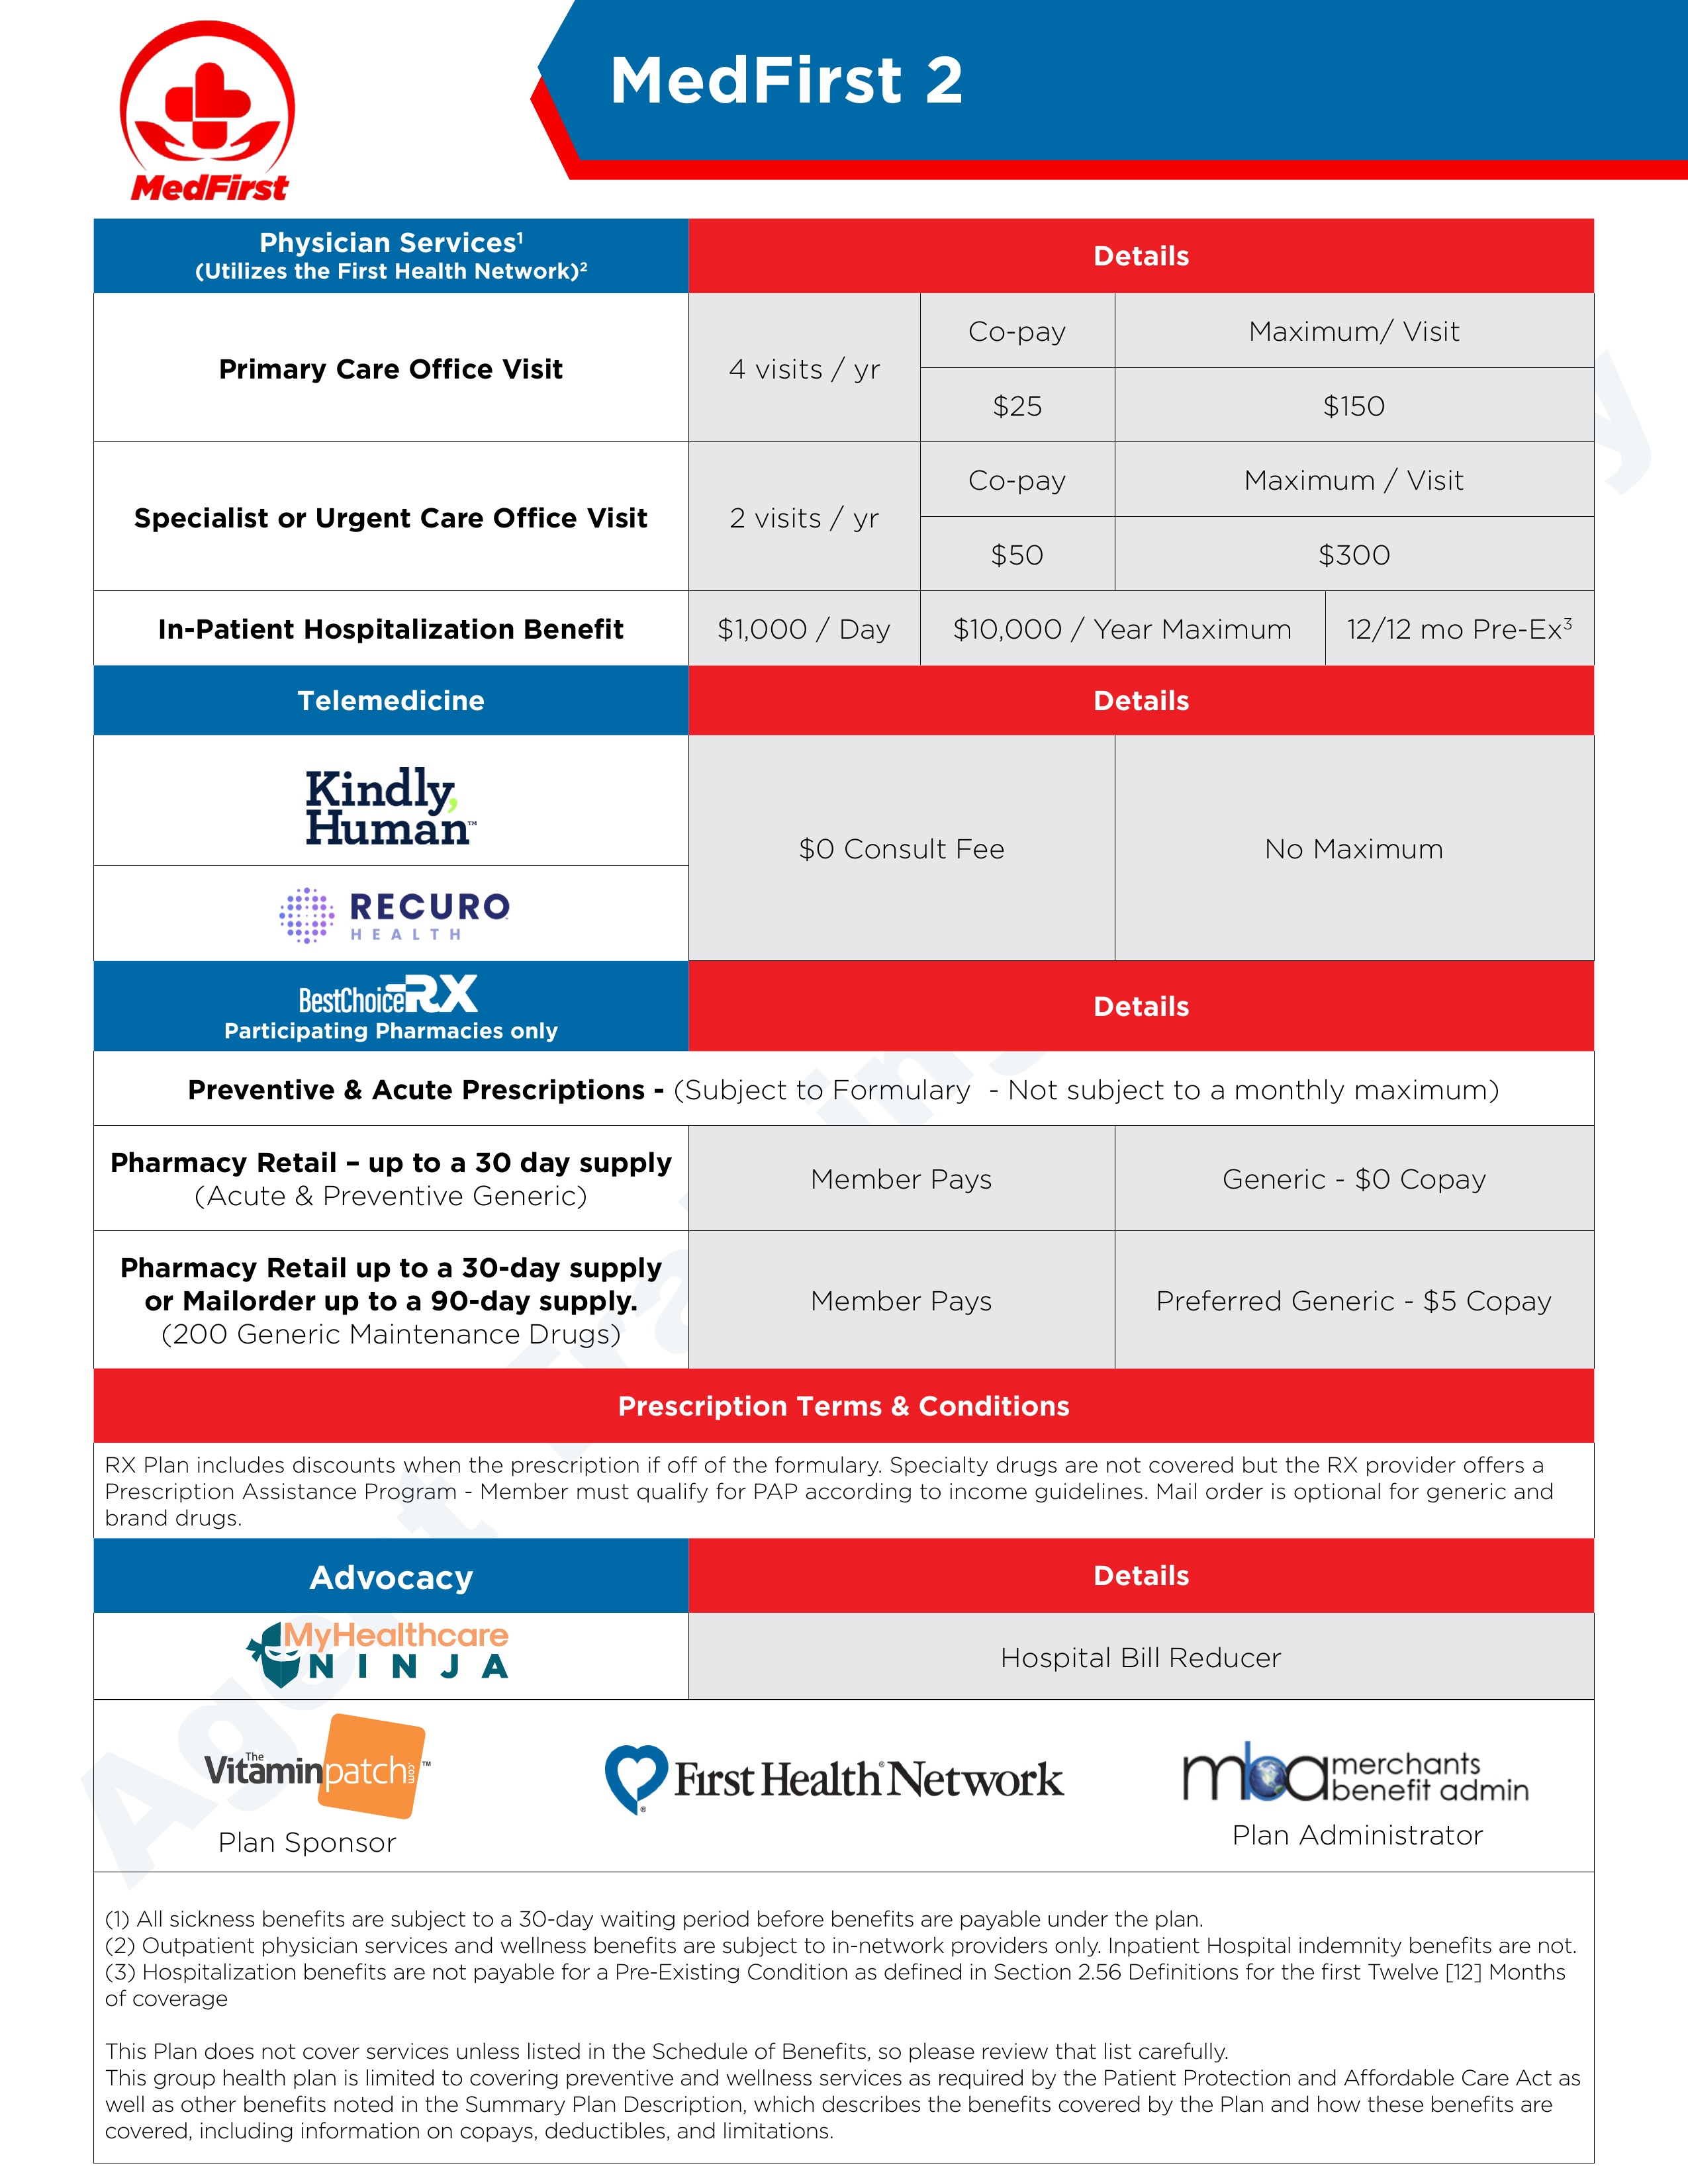 MedFirst
MedFirst 2
Physician Services¹
(Utilizes the First Health Network)²
Details
Primary Care Office Visit
4 visits / yr
Co-pay
Maximum/ Visit
$25
$150
Specialist or Urgent Care Office Visit
2 visits / yr
Co-pay
Maximum / Visit
$50
$300
In-Patient Hospitalization Benefit
$1,000 / Day
$10,000 / Year Maximum
12/12 mo Pre-Ex³
Telemedicine
Details
Kindly,
Human™
$0 Consult Fee
No Maximum
RECURO
HEALTH
BestChoiceRX
Participating Pharmacies only
Details
Preventive & Acute Prescriptions - (Subject to Formulary - Not subject to a monthly maximum)
Pharmacy Retail – up to a 30 day supply
(Acute & Preventive Generic)
Member Pays
Generic - $0 Copay
Pharmacy Retail up to a 30-day supply
or Mailorder up to a 90-day supply.
(200 Generic Maintenance Drugs)
Member Pays
Preferred Generic - $5 Copay
Prescription Terms & Conditions
RX Plan includes discounts when the prescription if off of the formulary. Specialty drugs are not covered but the RX provider offers a
Prescription Assistance Program - Member must qualify for PAP according to income guidelines. Mail order is optional for generic and
brand drugs.
Advocacy
Details
MyHealthcare
NINJA
Hospital Bill Reducer
The
Vitaminpatch.com™
Plan Sponsor
First Health® Network
®
mba merchants
benefit admin
Plan Administrator
(1) All sickness benefits are subject to a 30-day waiting period before benefits are payable under the plan.
(2) Outpatient physician services and wellness benefits are subject to in-network providers only. Inpatient Hospital indemnity benefits are not.
(3) Hospitalization benefits are not payable for a Pre-Existing Condition as defined in Section 2.56 Definitions for the first Twelve [12] Months
of coverage
This Plan does not cover services unless listed in the Schedule of Benefits, so please review that list carefully.
This group health plan is limited to covering preventive and wellness services as required by the Patient Protection and Affordable Care Act as
well as other benefits noted in the Summary Plan Description, which describes the benefits covered by the Plan and how these benefits are
covered, including information on copays, deductibles, and limitations.